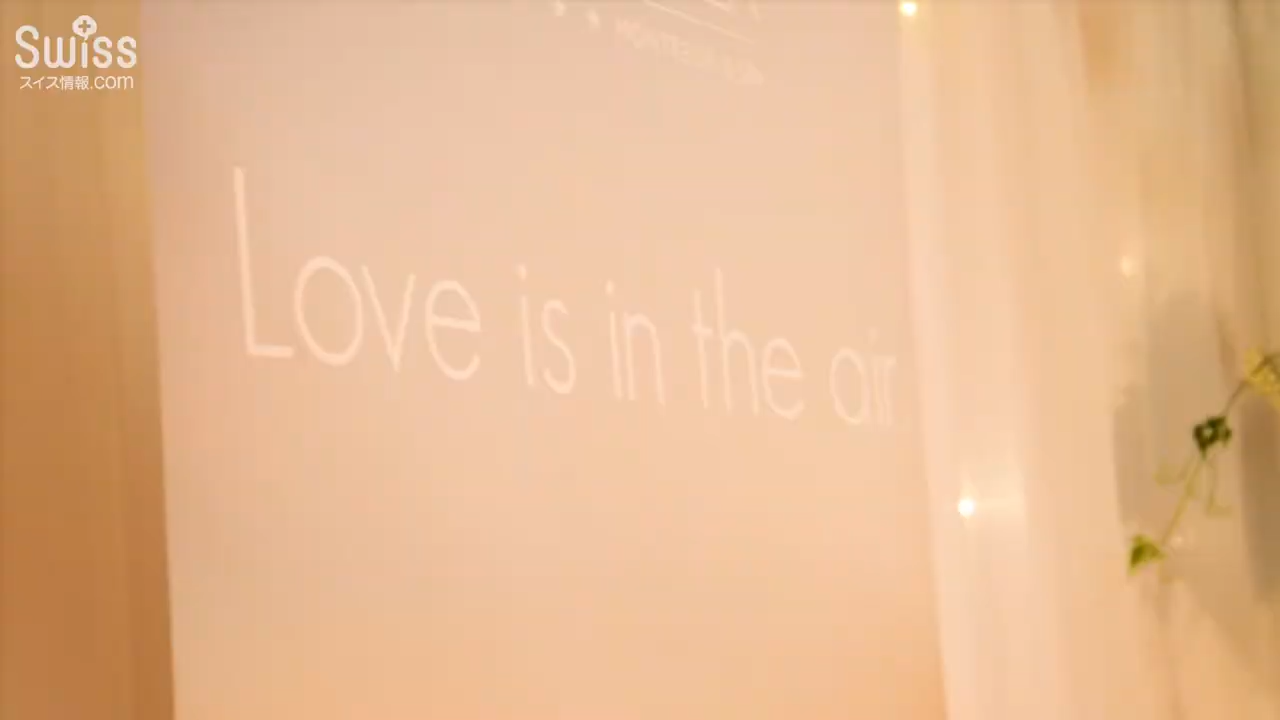 Swiss
スイス情報.com
Love is in the air